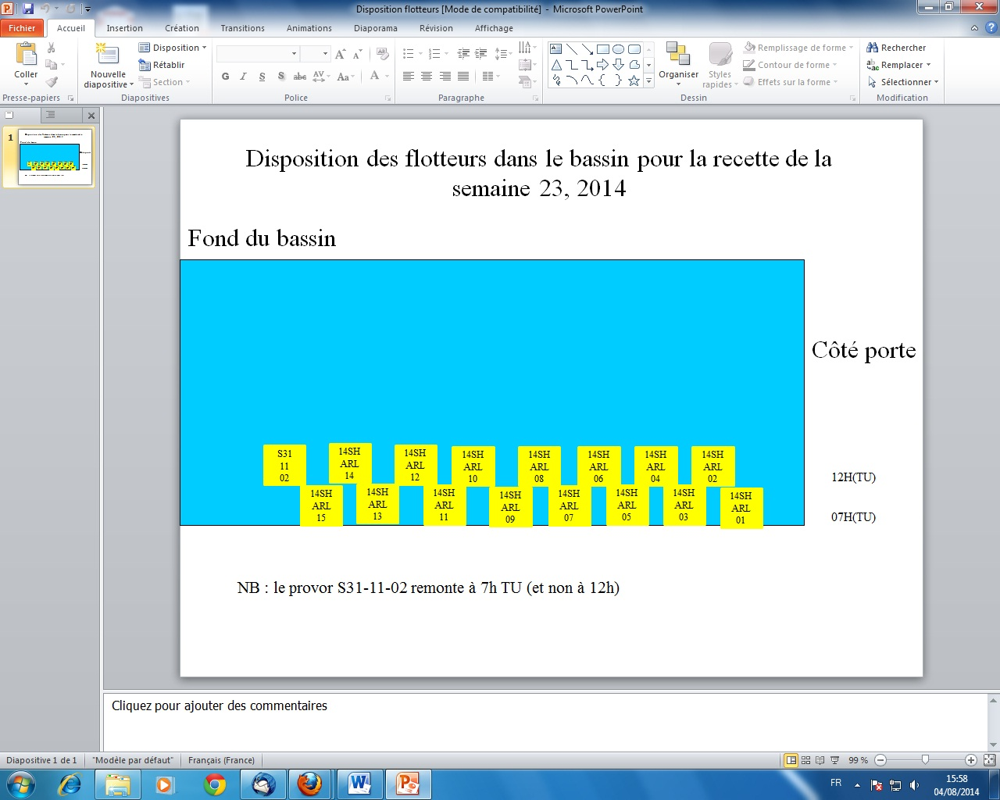 Disposition flotteurs [Mode de compatibilité] - Microsoft PowerPoint
Fichier
Accueil
Insertion
Création
Transitions
Animations
Diaporama
Révision
Affichage
Coller
Presse-papiers
Nouvelle
diapositive
Disposition
Rétablir
Section
Diapositives
G I S S abc AV Aa A
Police
Paragraphe
Organiser
Styles
rapides
Remplissage de forme
Contour de forme
Effets sur la forme
Dessin
Rechercher
Remplacer
Sélectionner
Modification
1
Disposition des flotteurs dans le bassin pour la recette de la
semaine 23, 2014
Fond du bassin
Côté porte
S31
11
02
14SH
ARL
14
14SH
ARL
12
14SH
ARL
10
14SH
ARL
08
14SH
ARL
06
14SH
ARL
04
14SH
ARL
02
12H(TU)
14SH
ARL
15
14SH
ARL
13
14SH
ARL
11
14SH
ARL
09
14SH
ARL
07
14SH
ARL
05
14SH
ARL
03
14SH
ARL
01
07H(TU)
NB : le provor S31-11-02 remonte à 7h TU (et non à 12h)
Cliquez pour ajouter des commentaires
Diapositive 1 de 1
"Modèle par défaut"
Français (France)
99 %
FR
15:58
04/08/2014